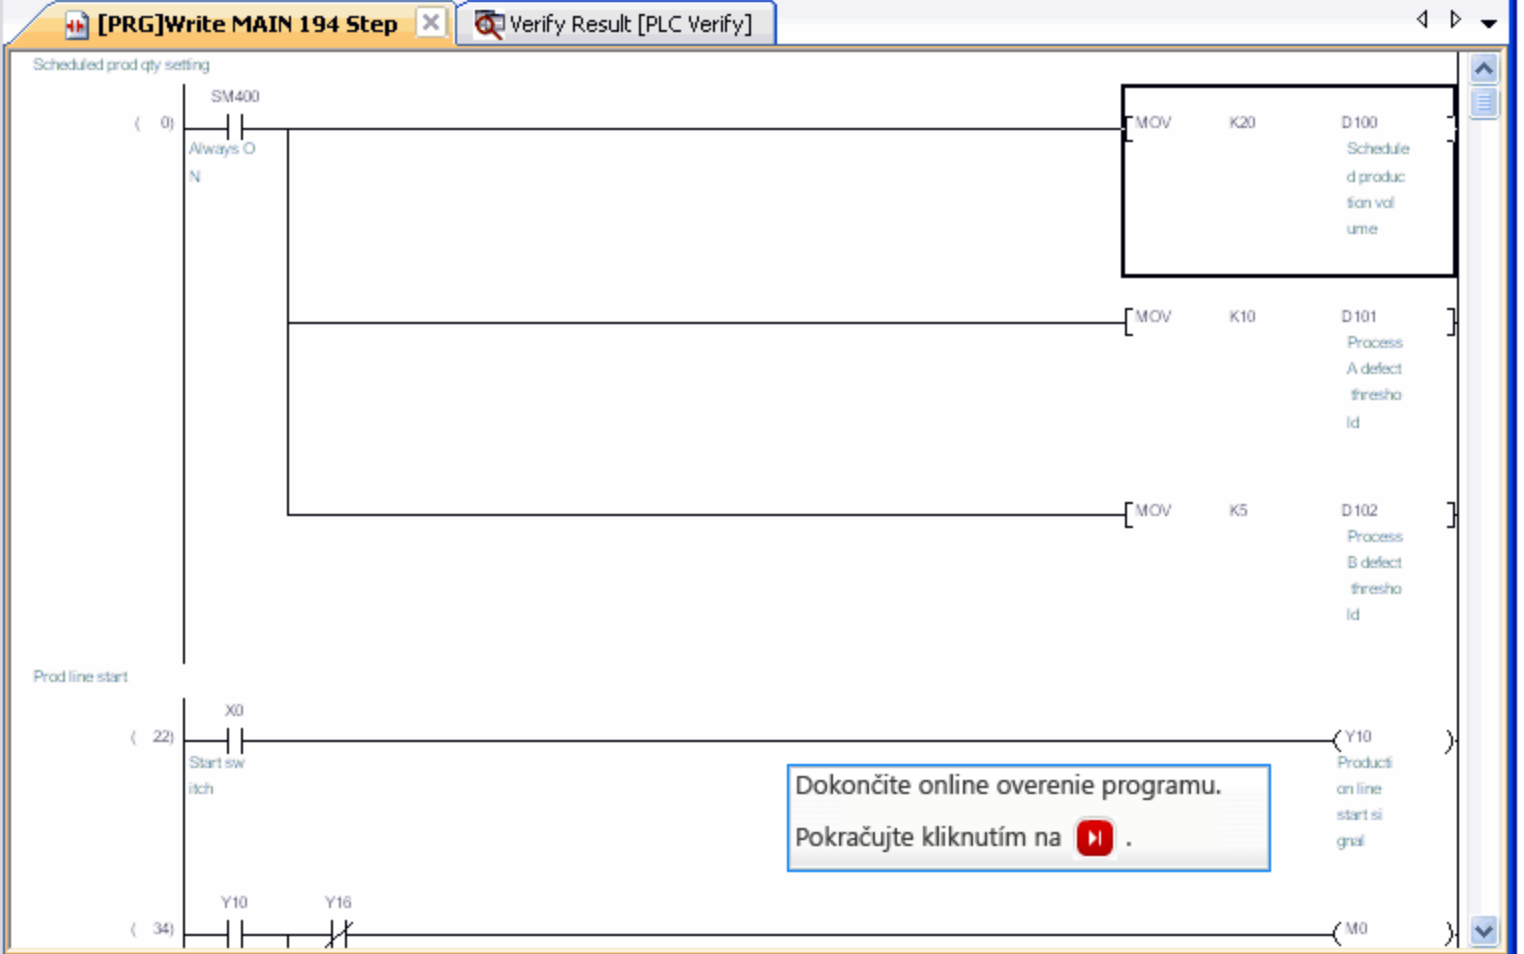 [PRG]Write MAIN 194 Step
Verify Result [PLC Verify]
Scheduled prod qty setting
SM400
( 0)
MOV K20 D100
Always O
N
Schedule
d produc
tion vol
ume
MOV K10 D101
Process
A defect
thresho
ld
MOV K5 D102
Process
B defect
thresho
ld
Prod line start
X0
( 22)
Y10
Start sw
itch
Producti
on line
start si
gnal
Dokončite online overenie programu.
Pokračujte kliknutím na .
Y10 Y16
( 34)
M0